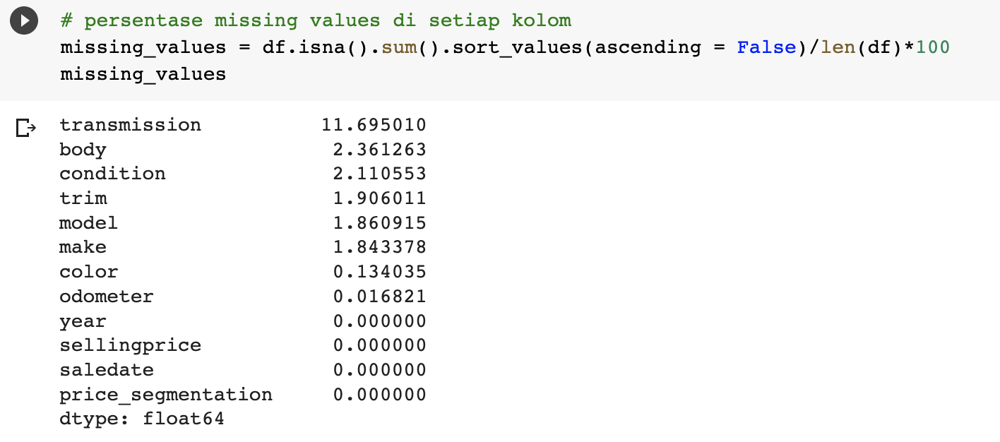 # persentase missing values di setiap kolom
missing_values = df.isna().sum().sort_values(ascending = False)/len(df)*100
missing_values
transmission 11.695010
body 2.361263
condition 2.110553
trim 1.906011
model 1.860915
make 1.843378
color 0.134035
odometer 0.016821
year 0.000000
sellingprice 0.000000
saledate 0.000000
price_segmentation 0.000000
dtype: float64